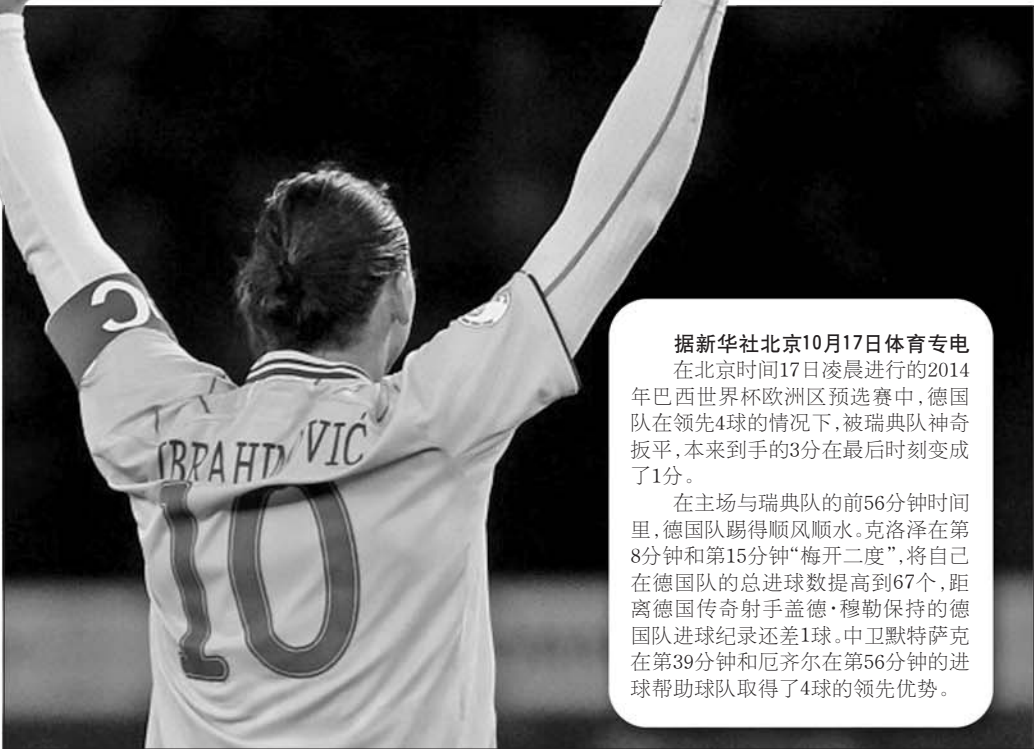 IBRAHIMOVIĆ
10
据新华社北京10月17日体育专电
在北京时间17日凌晨进行的2014
年巴西世界杯欧洲区预选赛中，德国
队在领先4球的情况下，被瑞典队神奇
扳平，本来到手的3分在最后时刻变成
了1分。
在主场与瑞典队的前56分钟时间
里，德国队踢得顺风顺水。克洛泽在第
8分钟和第15分钟“梅开二度”，将自己
在德国队的总进球数提高到67个，距
离德国传奇射手盖德·穆勒保持的德
国队进球纪录还差1球。中卫默特萨克
在第39分钟和厄齐尔在第56分钟的进
球帮助球队取得了4球的领先优势。